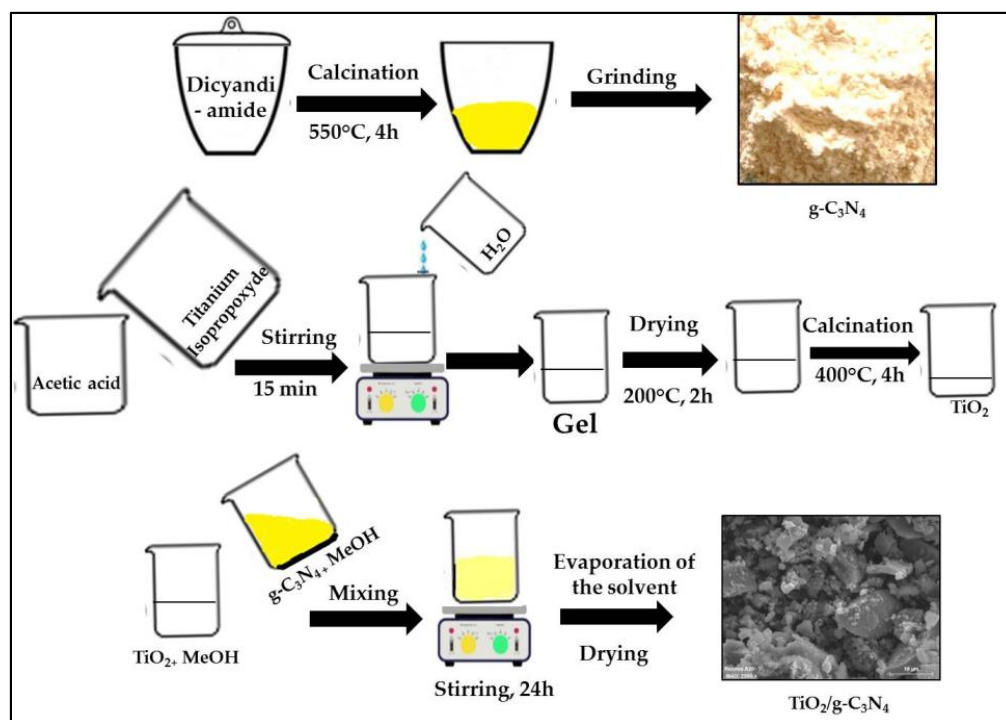 Dicyandi
- amide
Calcination
550°C, 4h
Grinding
g-C₃N₄
Acetic acid
Titanium
Isopropoxyde
Stirring
15 min
H₂O
Gel
Drying
200°C, 2h
Calcination
400°C, 4h
TiO₂
TiO₂₊ MeOH
g-C₃N₄₊ MeOH
Mixing
Stirring, 24h
Evaporation of
the solvent
Drying
10 µm
TiO₂/g-C₃N₄